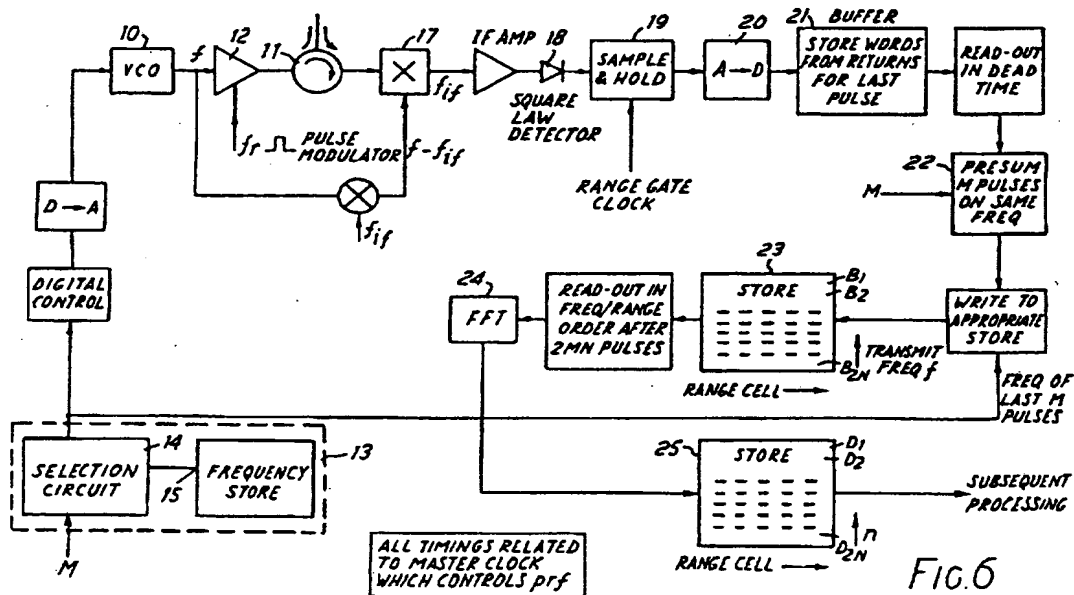 10
VCO
f
12
11
17
X
f_if
IF AMP
18
SQUARE
LAW
DETECTOR
19
SAMPLE
& HOLD
20
A→D
21
BUFFER
STORE WORDS
FROM RETURNS
FOR LAST
PULSE
READ-OUT
IN DEAD
TIME
fr
PULSE
MODULATOR
f-f_if
f_if
RANGE GATE
CLOCK
22
M
PRESUM
M PULSES
ON SAME
FREQ
D→A
DIGITAL
CONTROL
24
FFT
READ-OUT IN
FREQ/RANGE
ORDER AFTER
2MN PULSES
23
STORE
B1
B2
B2N
TRANSMIT
FREQ f
RANGE CELL
WRITE TO
APPROPRIATE
STORE
FREQ OF
LAST M
PULSES
14
SELECTION
CIRCUIT
15
FREQUENCY
STORE
13
M
25
STORE
D1
D2
D2N
n
RANGE CELL
SUBSEQUENT
PROCESSING
ALL TIMINGS RELATED
TO MASTER CLOCK
WHICH CONTROLS prf
FIG.6